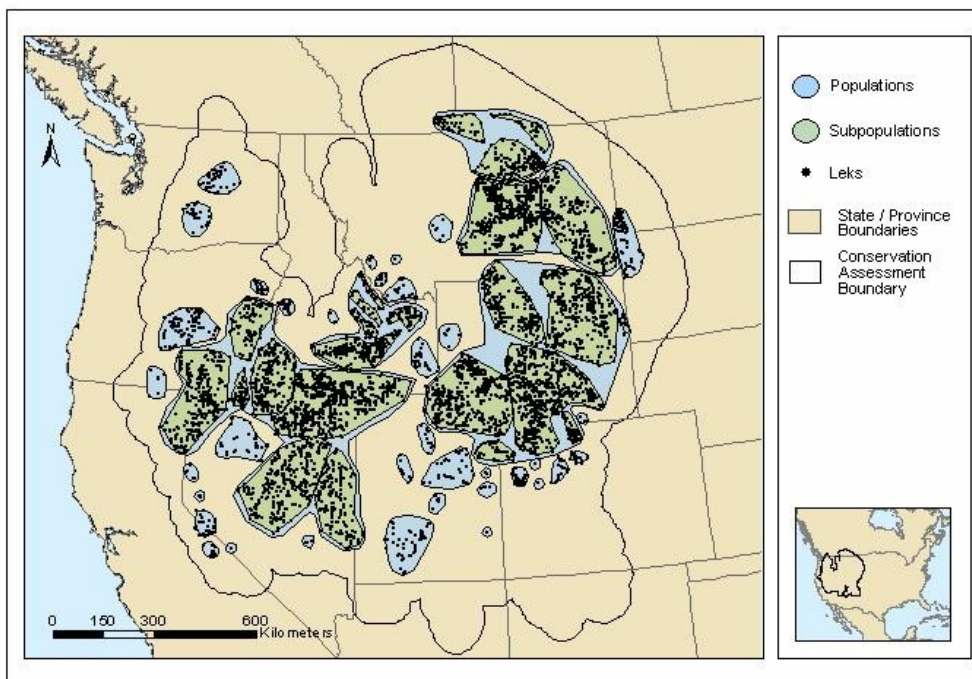 N
0 150 300 600
Kilometers
Populations
Subpopulations
Leks
State / Province
Boundaries
Conservation
Assessment
Boundary